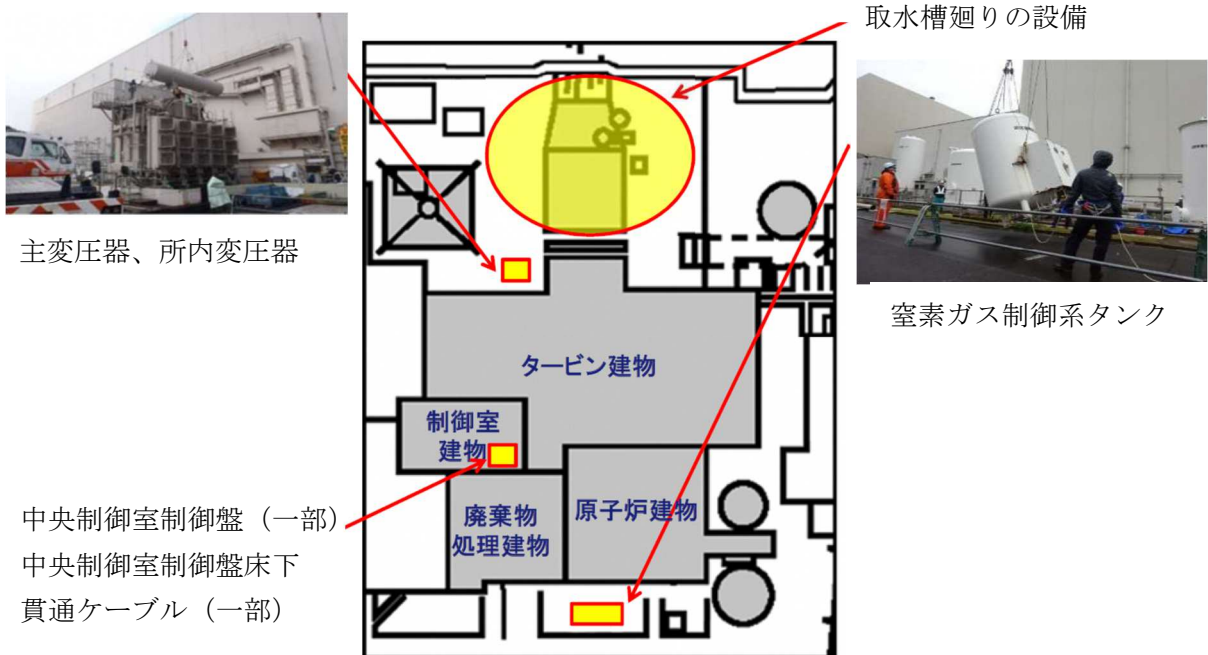 取水槽廻りの設備
主変圧器、所内変圧器
窒素ガス制御系タンク
タービン建物
制御室
建物
中央制御室制御盤(一部)
中央制御室制御盤床下
貫通ケーブル(一部)
廃棄物
処理建物
原子炉建物